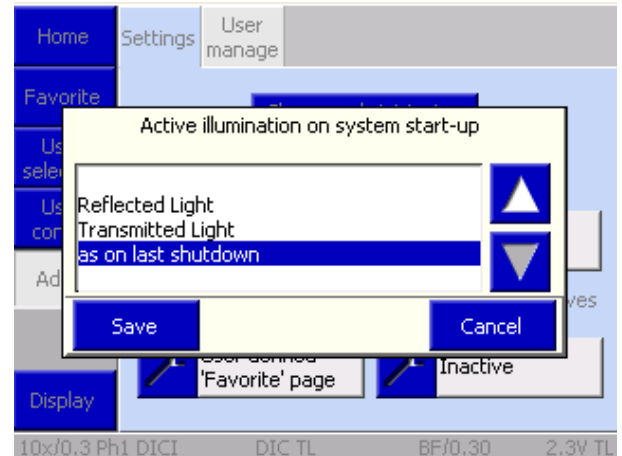 Home
Settings
User
manage
Favorite
Active illumination on system start-up
Reflected Light
Transmitted Light
as on last shutdown
Save
Cancel
'Favorite' page
Inactive
Display
10x/0.3 Ph1 DICI
DIC TL
BF/0.30
2.3V TL